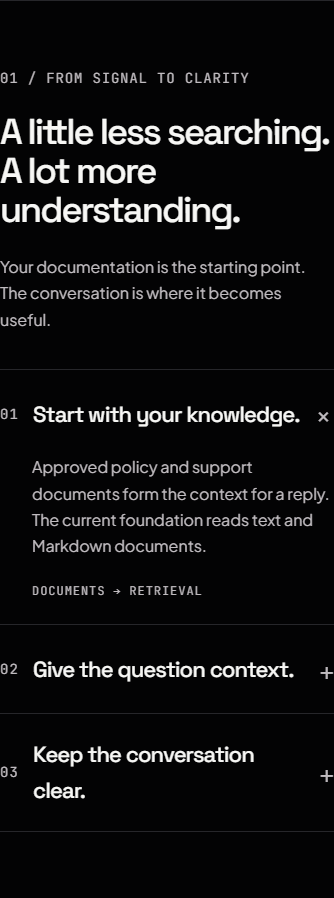 01 / FROM SIGNAL TO CLARITY
A little less searching.
A lot more
understanding.
Your documentation is the starting point.
The conversation is where it becomes
useful.
01 Start with your knowledge. ×
Approved policy and support
documents form the context for a reply.
The current foundation reads text and
Markdown documents.
DOCUMENTS → RETRIEVAL
02 Give the question context. +
03 Keep the conversation +
clear.